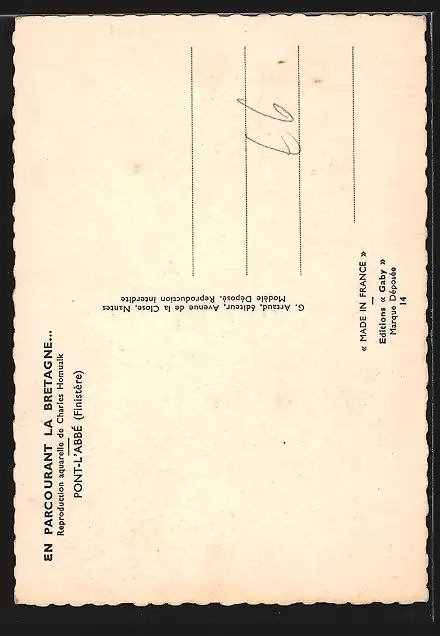 EN PARCOURANT LA BRETAGNE...
Reproduction aquarelle de Charles Homualk
PONT-L'ABBÉ (Finistère)
G. Artaud, éditeur, Avenue de la Close, Nantes
Modèle Déposé. Reproduction interdite
« MADE IN FRANCE »
Editions « Gaby »
Marque Déposée
14